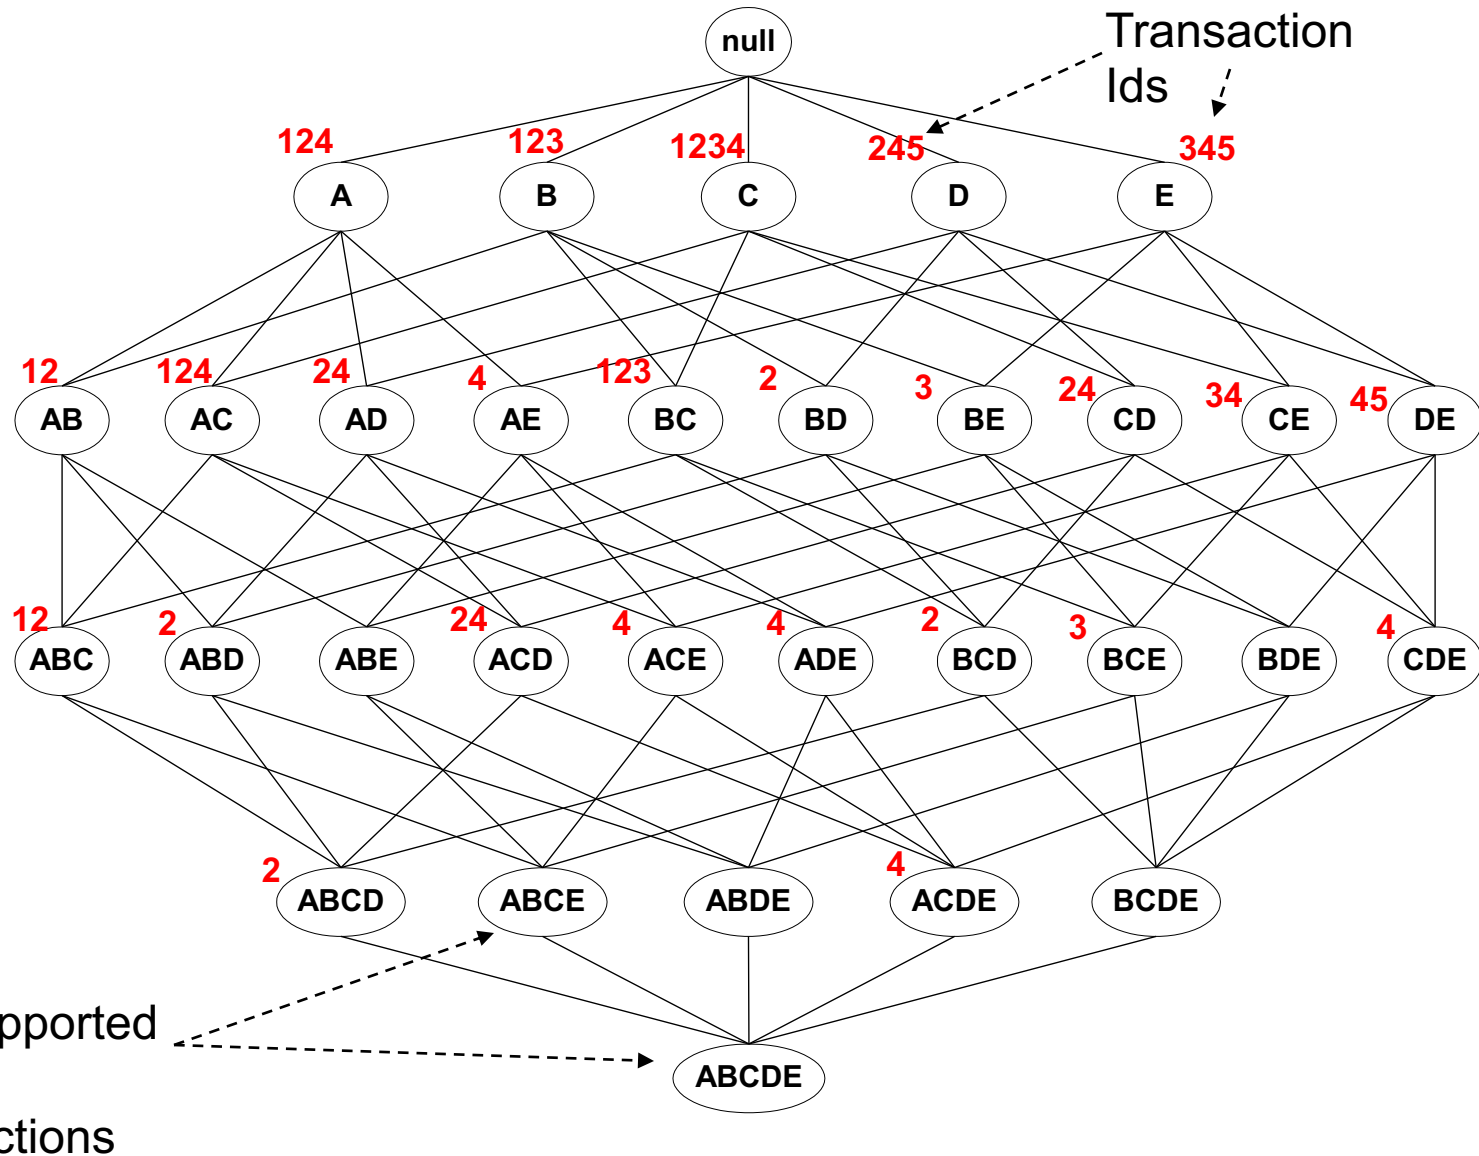 null
Transaction
Ids
124 123 1234 245 345
A B C D E
12 124 24 4 123 2 3 24 34 45
AB AC AD AE BC BD BE CD CE DE
12 2 24 4 4 2 3 4
ABC ABD ABE ACD ACE ADE BCD BCE BDE CDE
2 4
ABCD ABCE ABDE ACDE BCDE
pported
ABCDE
ctions